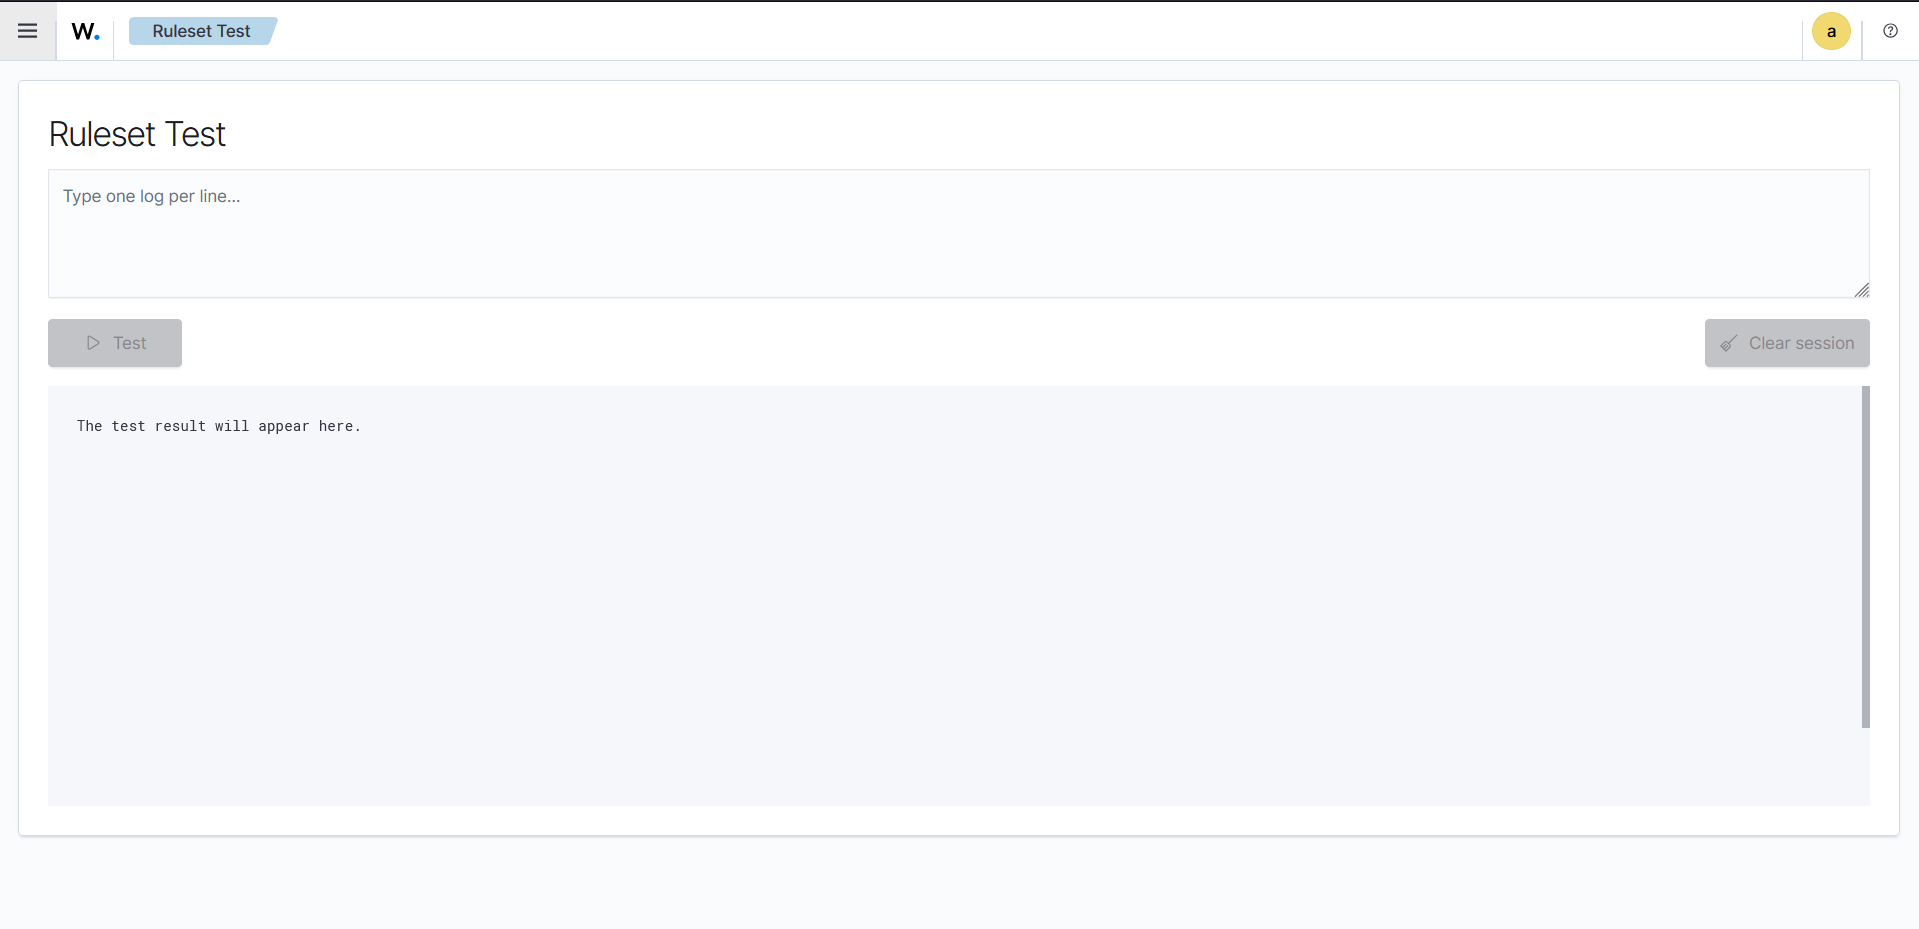 W.
Ruleset Test
a
Ruleset Test
Type one log per line...
Test
Clear session
The test result will appear here.